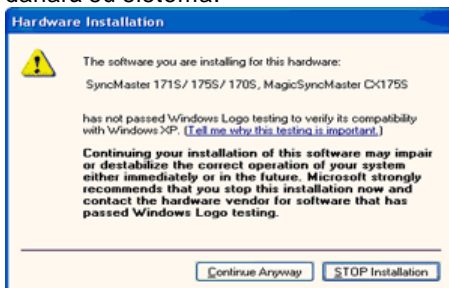 Hardware Installation
The software you are installing for this hardware:
SyncMaster 171S/ 175S/ 170S, MagicSyncMaster CX175S
has not passed Windows Logo testing to verify its compatibility
with Windows XP. (Tell me why this testing is important.)
Continuing your installation of this software may impair
or destabilize the correct operation of your system
either immediately or in the future. Microsoft strongly
recommends that you stop this installation now and
contact the hardware vendor for software that has
passed Windows Logo testing.
Continue Anyway
STOP Installation